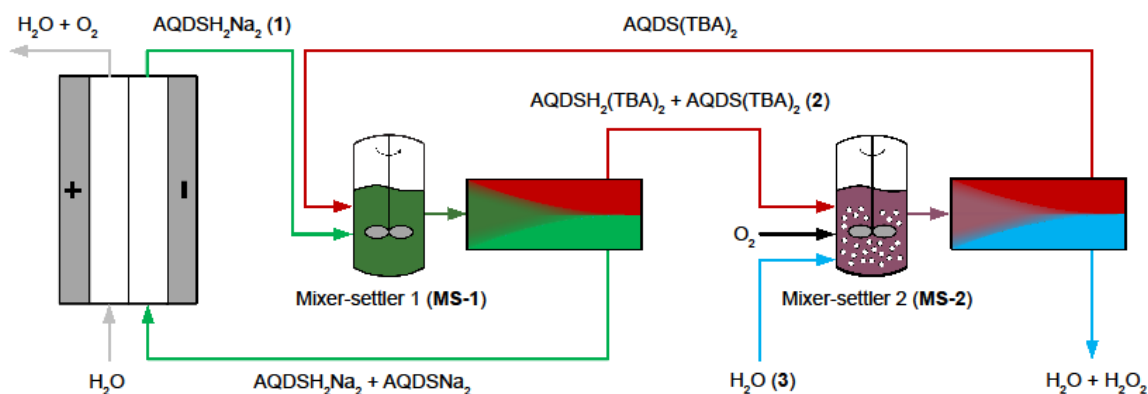 H₂O + O₂
AQDSH₂Na₂ (1)
AQDS(TBA)₂
AQDSH₂(TBA)₂ + AQDS(TBA)₂ (2)
+
-
O₂
Mixer-settler 1 (MS-1)
Mixer-settler 2 (MS-2)
H₂O
AQDSH₂Na₂ + AQDSNa₂
H₂O (3)
H₂O + H₂O₂